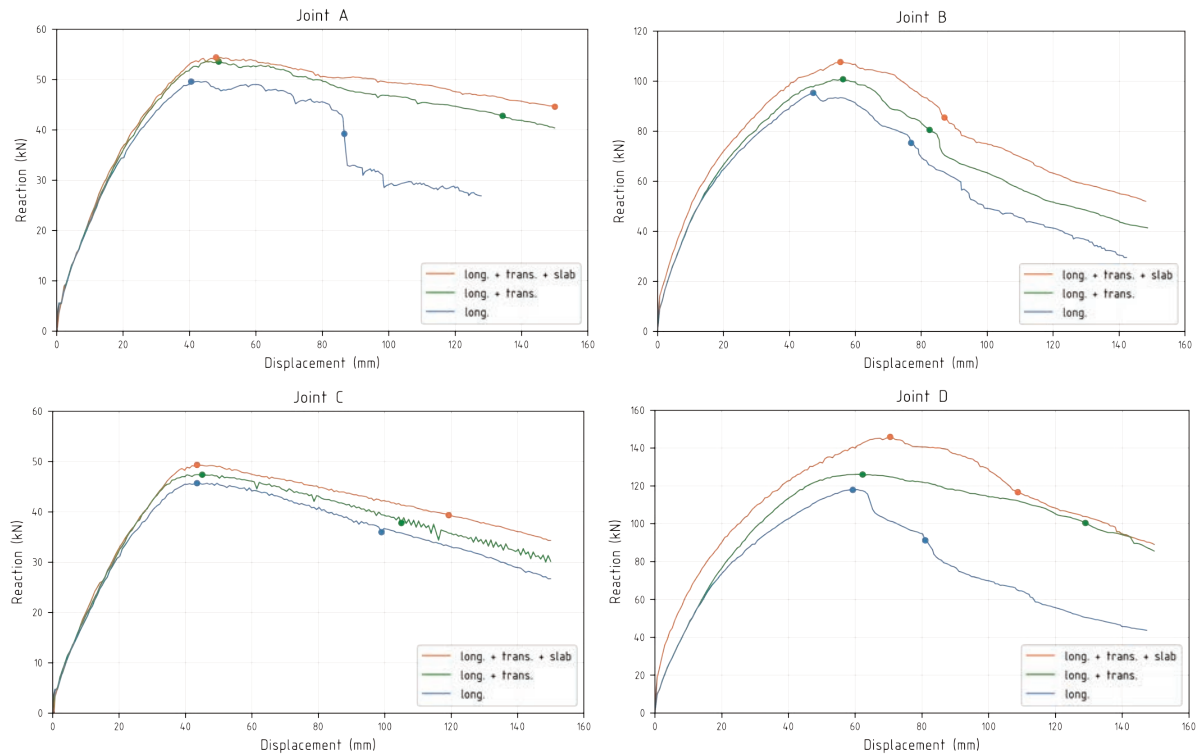 Joint A
60
50
40
30
20
10
0
Reaction (kN)
long. + trans. + slab
long. + trans.
long.
0 20 40 60 80 100 120 140 160
Displacement (mm)
Joint B
120
100
80
60
40
20
0
Reaction (kN)
long. + trans. + slab
long. + trans.
long.
0 20 40 60 80 100 120 140 160
Displacement (mm)
Joint C
60
50
40
30
20
10
0
Reaction (kN)
long. + trans. + slab
long. + trans.
long.
0 20 40 60 80 100 120 140 160
Displacement (mm)
Joint D
160
140
120
100
80
60
40
20
0
Reaction (kN)
long. + trans. + slab
long. + trans.
long.
0 20 40 60 80 100 120 140 160
Displacement (mm)